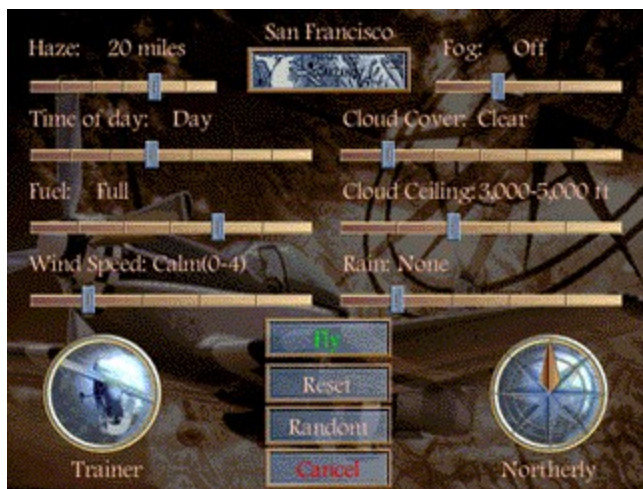 San Francisco
Haze: 20 miles
Fog: Off
Time of day: Day
Cloud Cover: Clear
Fuel: Full
Cloud Ceiling: 3,000-5,000 ft
Wind Speed: Calm(0-4)
Rain: None
Fly
Reset
Random
Cancel
Trainer
Northerly